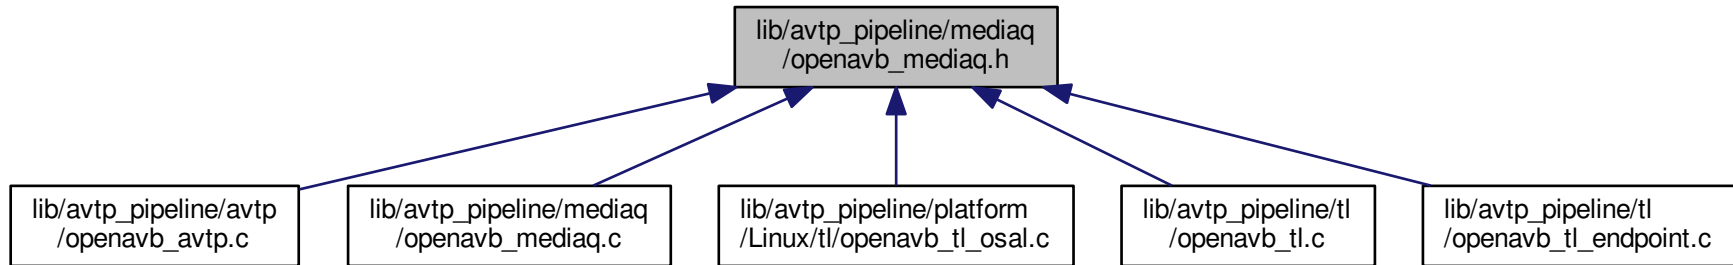 lib/avtp_pipeline/mediaq
/openavb_mediaq.h
lib/avtp_pipeline/avtp
/openavb_avtp.c
lib/avtp_pipeline/mediaq
/openavb_mediaq.c
lib/avtp_pipeline/platform
/Linux/tl/openavb_tl_osal.c
lib/avtp_pipeline/tl
/openavb_tl.c
lib/avtp_pipeline/tl
/openavb_tl_endpoint.c